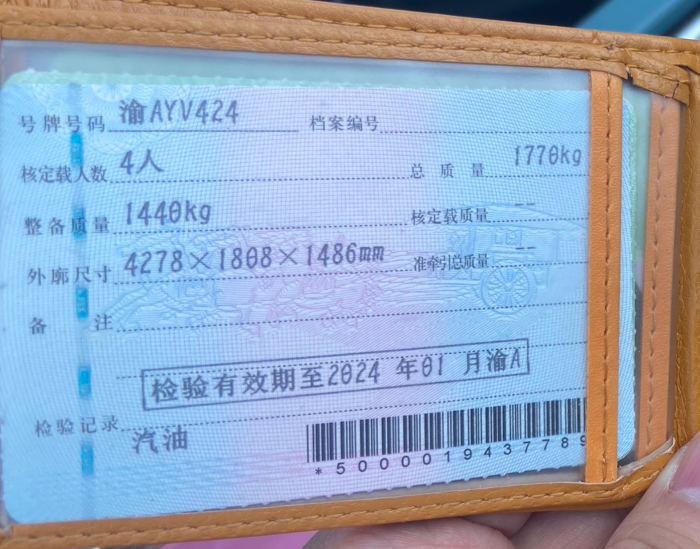 号牌号码 渝AYV424 档案编号
核定载人数 4人 总质量 1770kg
整备质量 1440kg 核定载质量 --
外廓尺寸 4278×1808×1486mm 准牵引总质量 --
备注
检验有效期至2024 年01 月渝A
检验记录
汽油
*5000019437789